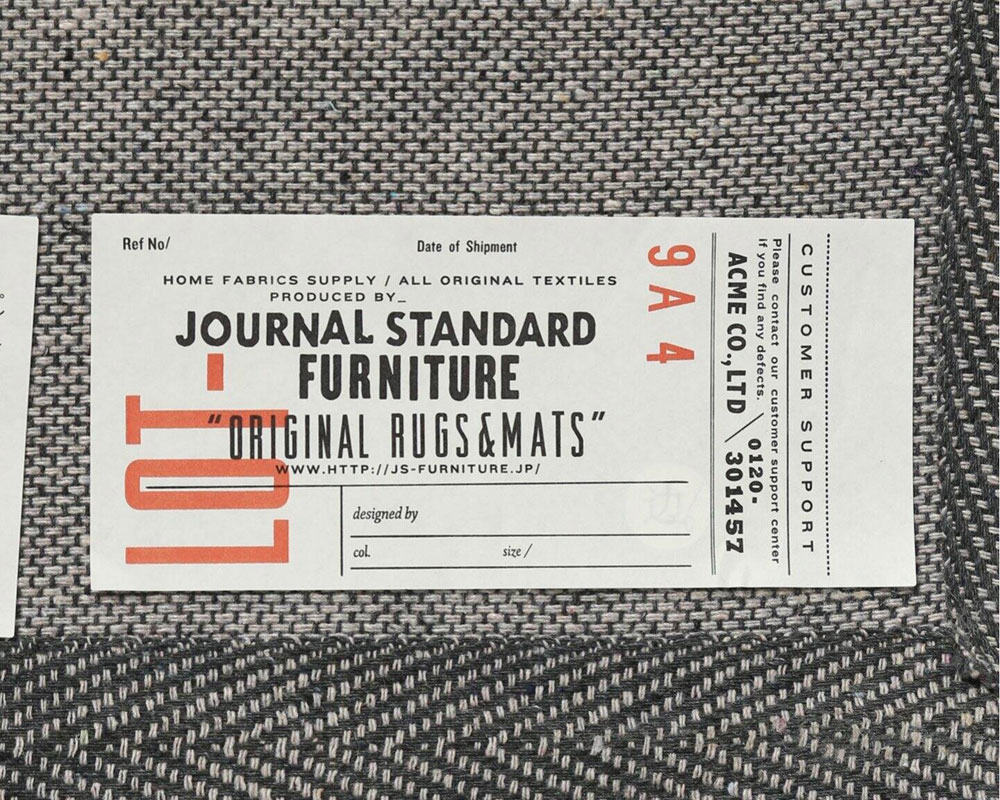 Ref No/
Date of Shipment
HOME FABRICS SUPPLY / ALL ORIGINAL TEXTILES
PRODUCED BY_
JOURNAL STANDARD
FURNITURE
"ORIGINAL RUGS&MATS"
WWW.HTTP://JS-FURNITURE.JP/
LOT-
designed by
col.
size /
9A4
ACME CO.,LTD \ 0120-301457
Please contact our customer support center
if you find any defects.
CUSTOMER SUPPORT